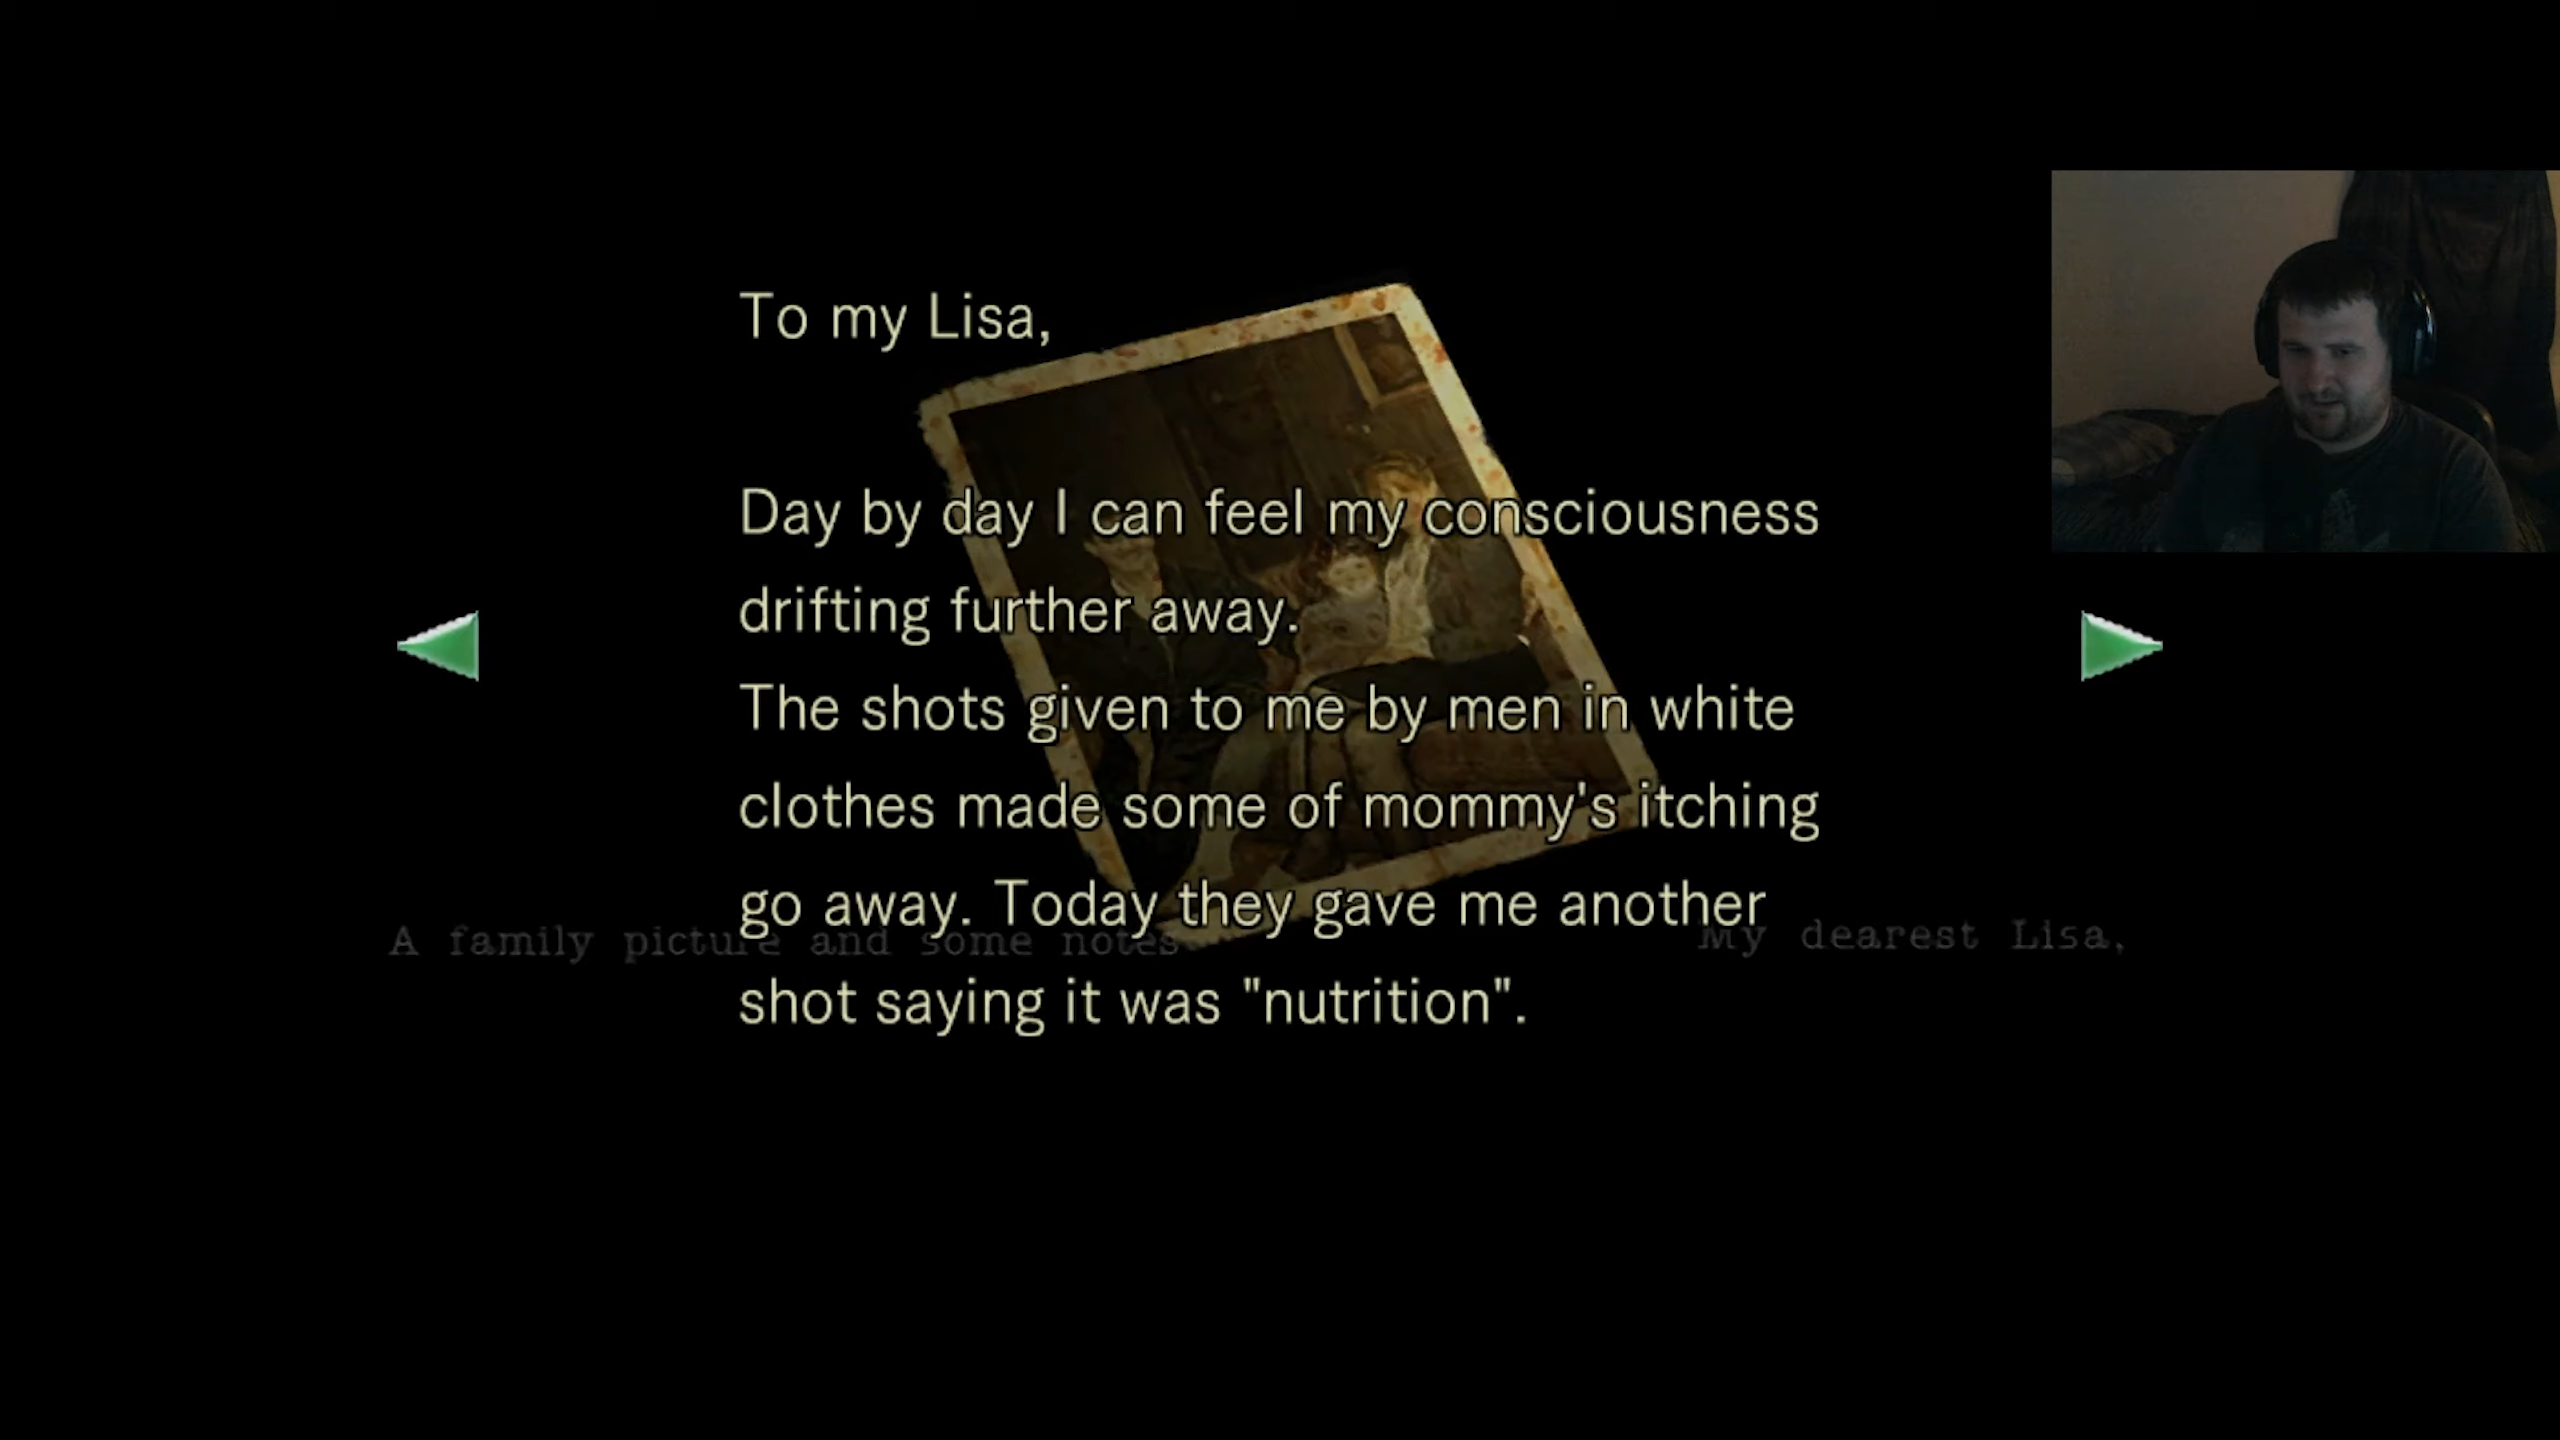 To my Lisa,
Day by day I can feel my consciousness
drifting further away.
The shots given to me by men in white
clothes made some of mommy's itching
go away. Today they gave me another
shot saying it was "nutrition".
A family picture and some notes
My dearest Lisa,